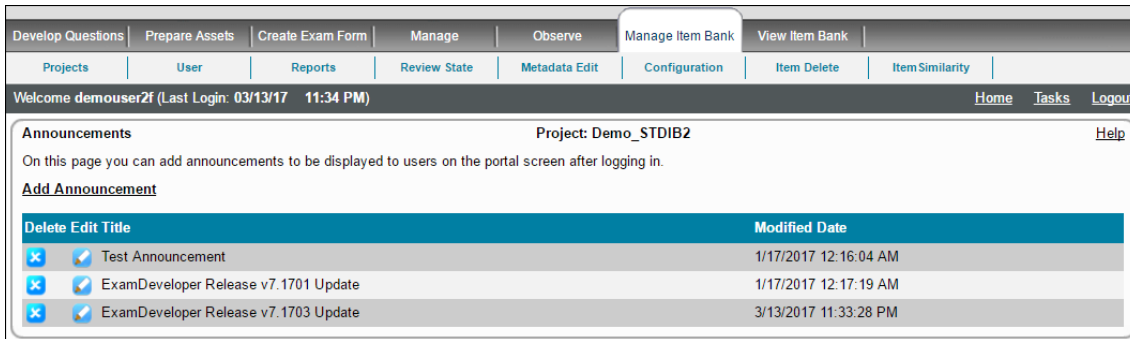 Develop Questions Prepare Assets Create Exam Form Manage Observe Manage Item Bank View Item Bank
Projects User Reports Review State Metadata Edit Configuration Item Delete Item Similarity
Welcome demouser2f (Last Login: 03/13/17 11:34 PM) Home Tasks Logou
Announcements Project: Demo_STDIB2 Help
On this page you can add announcements to be displayed to users on the portal screen after logging in.
Add Announcement
Delete Edit Title Modified Date
Test Announcement 1/17/2017 12:16:04 AM
ExamDeveloper Release v7.1701 Update 1/17/2017 12:17:19 AM
ExamDeveloper Release v7.1703 Update 3/13/2017 11:33:28 PM